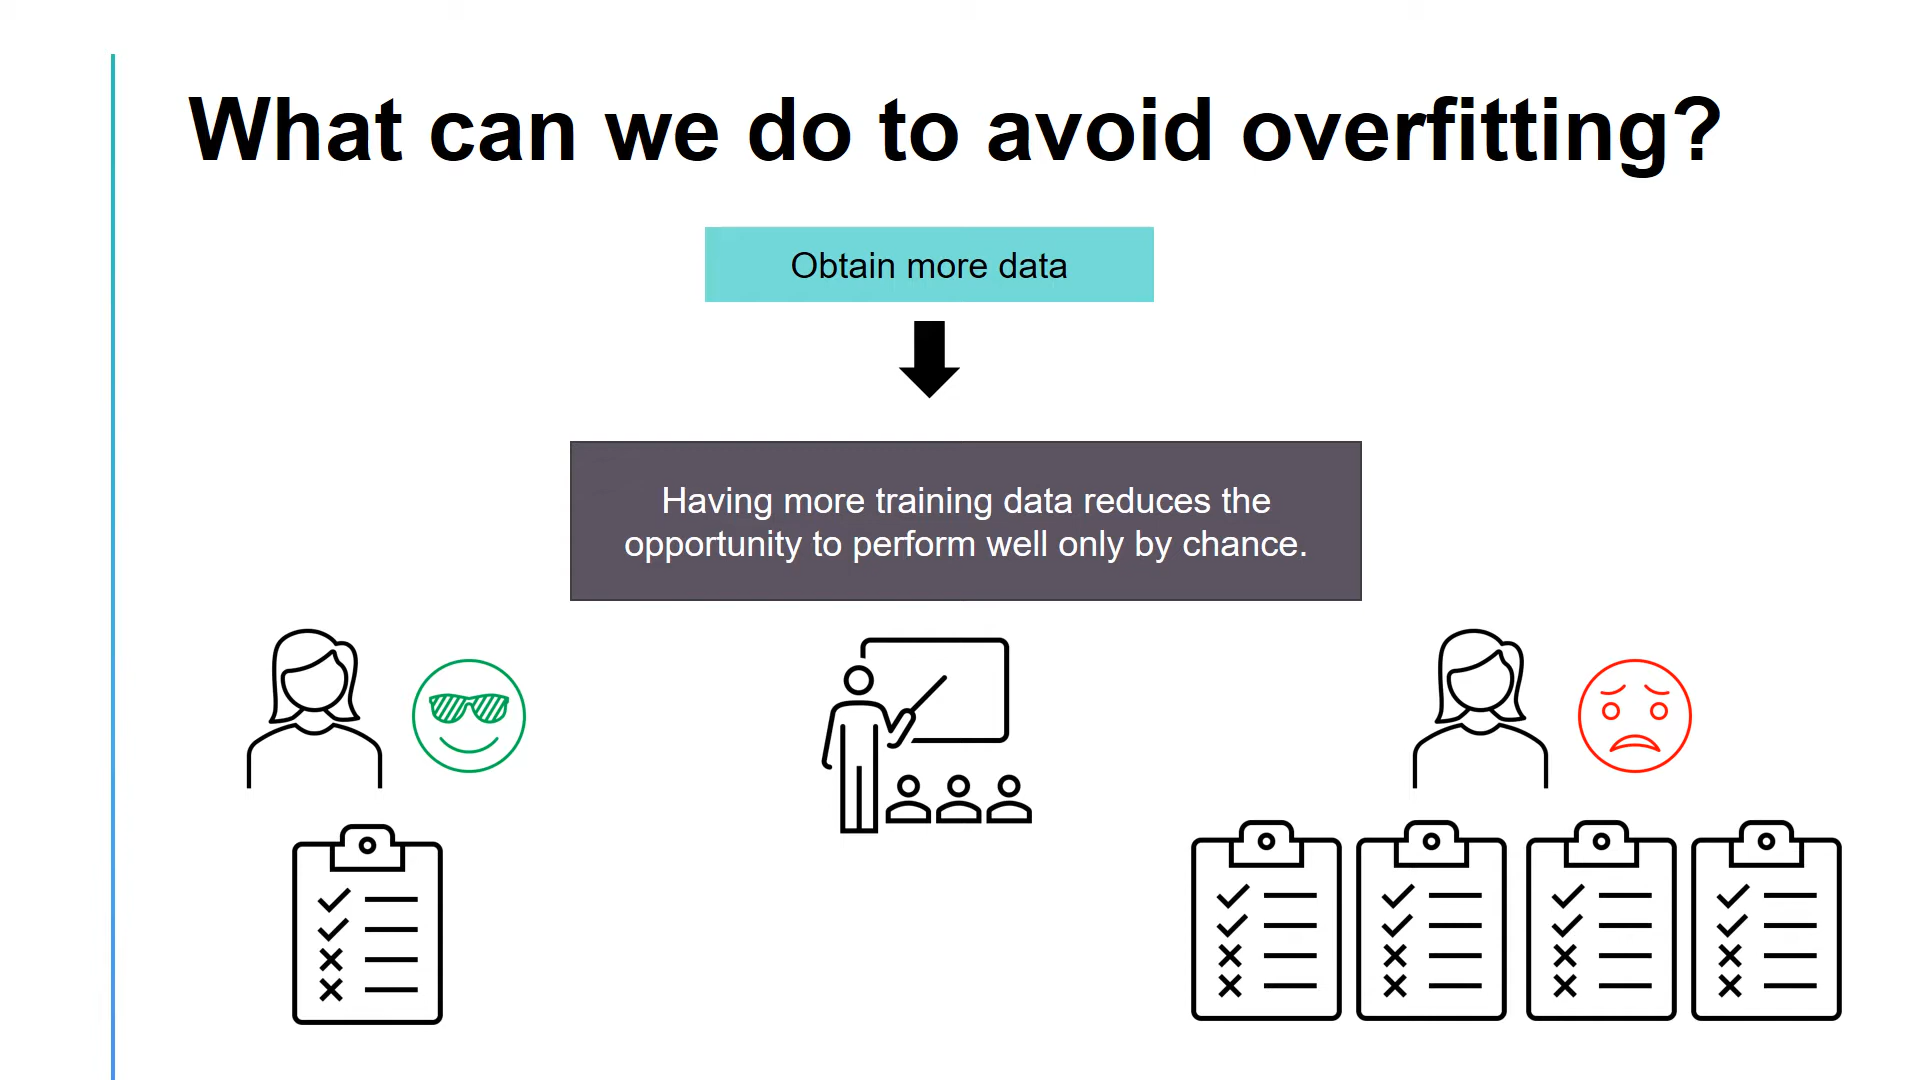 What can we do to avoid overfitting?
Obtain more data
Having more training data reduces the
opportunity to perform well only by chance.